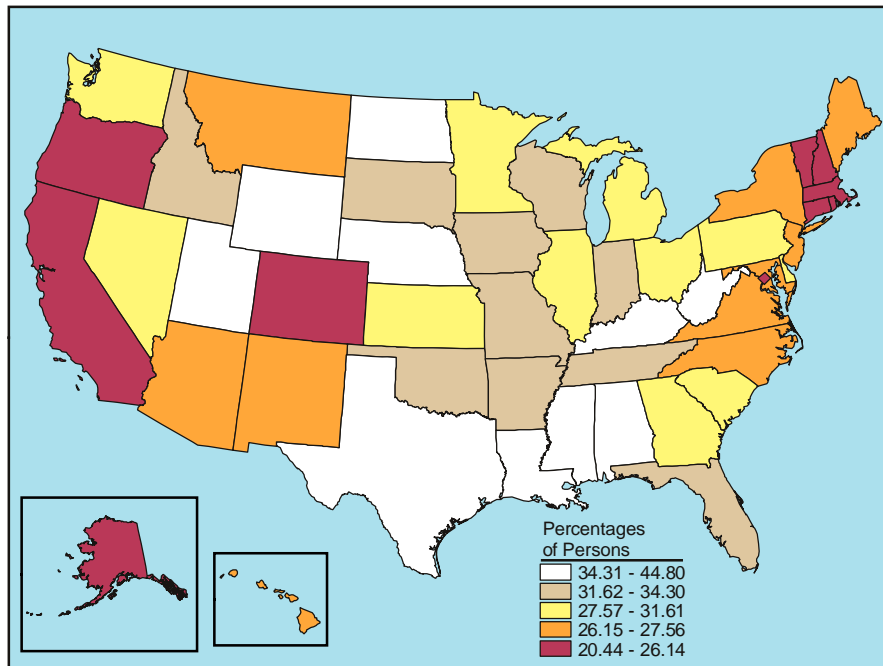 Percentages
of Persons
34.31 - 44.80
31.62 - 34.30
27.57 - 31.61
26.15 - 27.56
20.44 - 26.14